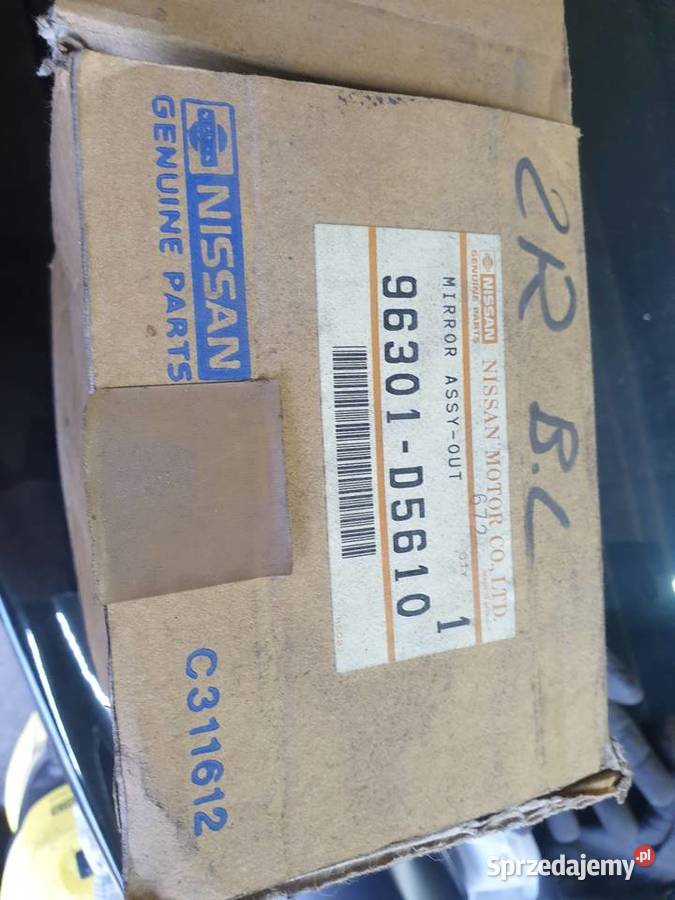 2R B.C
NISSAN
GENUINE PARTS
NISSAN MOTOR CO., LTD.
672
MIRROR ASSY-OUT
QTY
1
96301-D5610
NISSAN
GENUINE PARTS
C311612
Sprzedajemy.pl